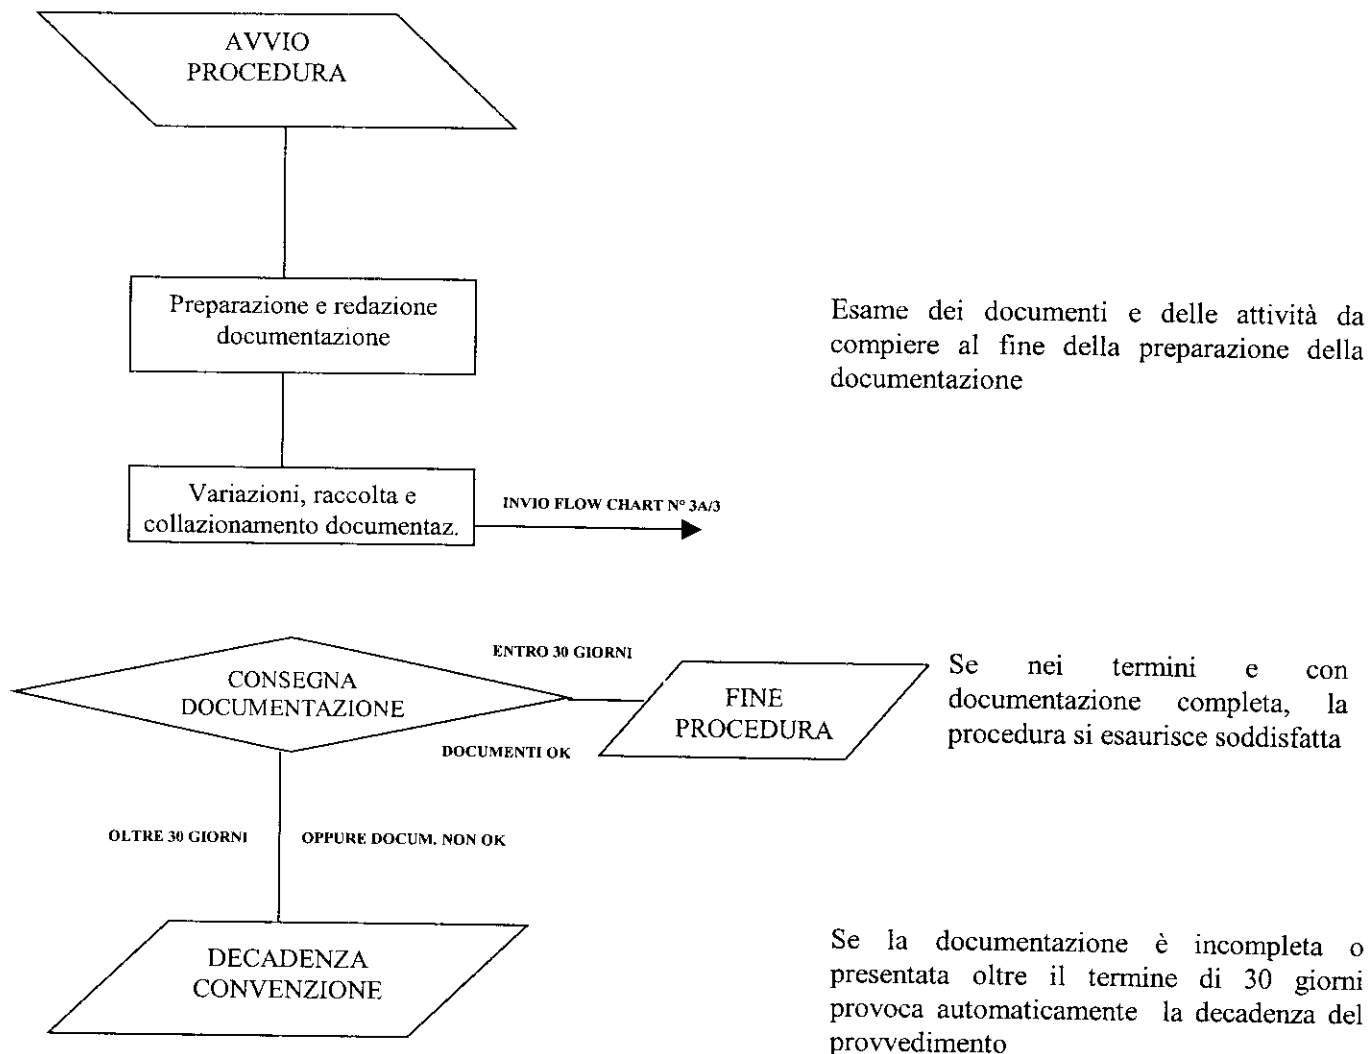 AVVIO
PROCEDURA
Preparazione e redazione
documentazione
Esame dei documenti e delle attività da
compiere al fine della preparazione della
documentazione
Variazioni, raccolta e
collazionamento documentaz.
INVIO FLOW CHART N° 3A/3
CONSEGNA
DOCUMENTAZIONE
ENTRO 30 GIORNI
DOCUMENTI OK
FINE
PROCEDURA
Se nei termini e con
documentazione completa, la
procedura si esaurisce soddisfatta
OLTRE 30 GIORNI
OPPURE DOCUM. NON OK
DECADENZA
CONVENZIONE
Se la documentazione è incompleta o
presentata oltre il termine di 30 giorni
provoca automaticamente la decadenza del
provvedimento